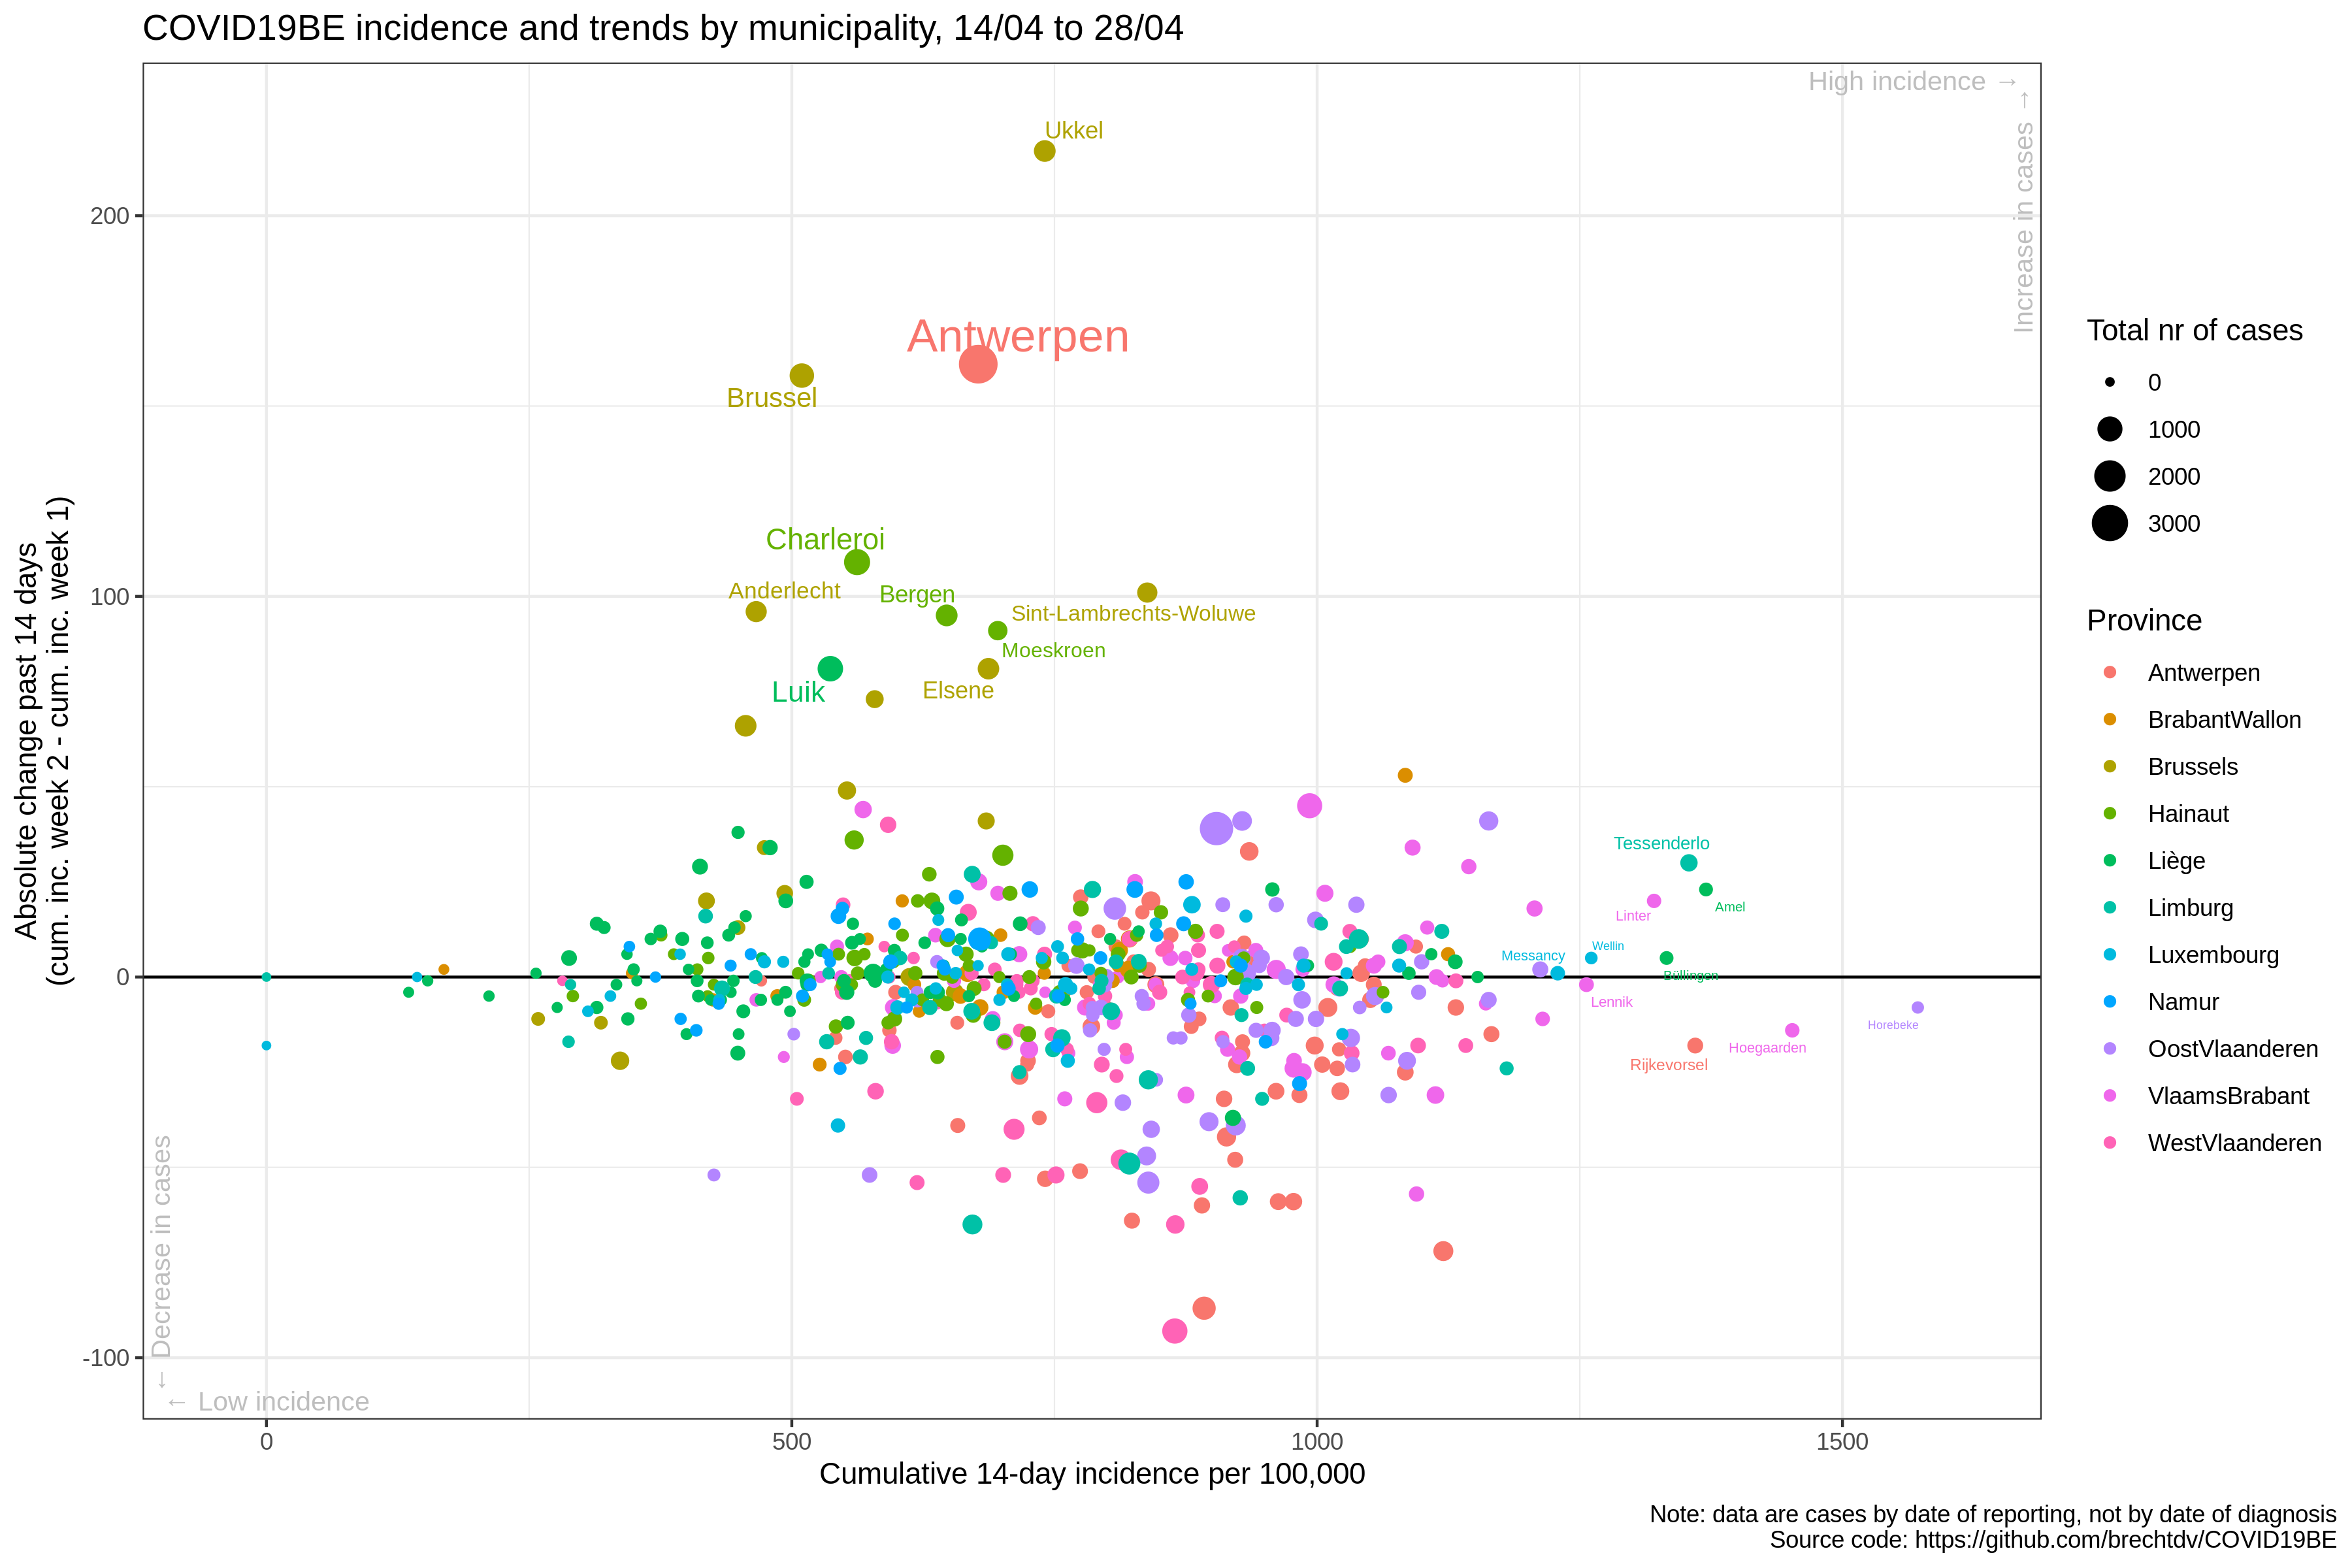 COVID19BE incidence and trends by municipality, 14/04 to 28/04
High incidence →
Increase in cases →
Ukkel
200
Antwerpen
Brussel
Total nr of cases
0
1000
2000
3000
Absolute change past 14 days
(cum. inc. week 2 - cum. inc. week 1)
Charleroi
Anderlecht
Bergen
100
Sint-Lambrechts-Woluwe
Moeskroen
Luik
Elsene
Province
Antwerpen
BrabantWallon
Brussels
Hainaut
Liège
Limburg
Luxembourg
Namur
OostVlaanderen
VlaamsBrabant
WestVlaanderen
Tessenderlo
Amel
Linter
Wellin
Messancy
Büllingen
0
Lennik
Horebeke
Hoegaarden
Rijkevorsel
← Decrease in cases
-100
← Low incidence
0
500
1000
1500
Cumulative 14-day incidence per 100,000
Note: data are cases by date of reporting, not by date of diagnosis
Source code: https://github.com/brechtdv/COVID19BE